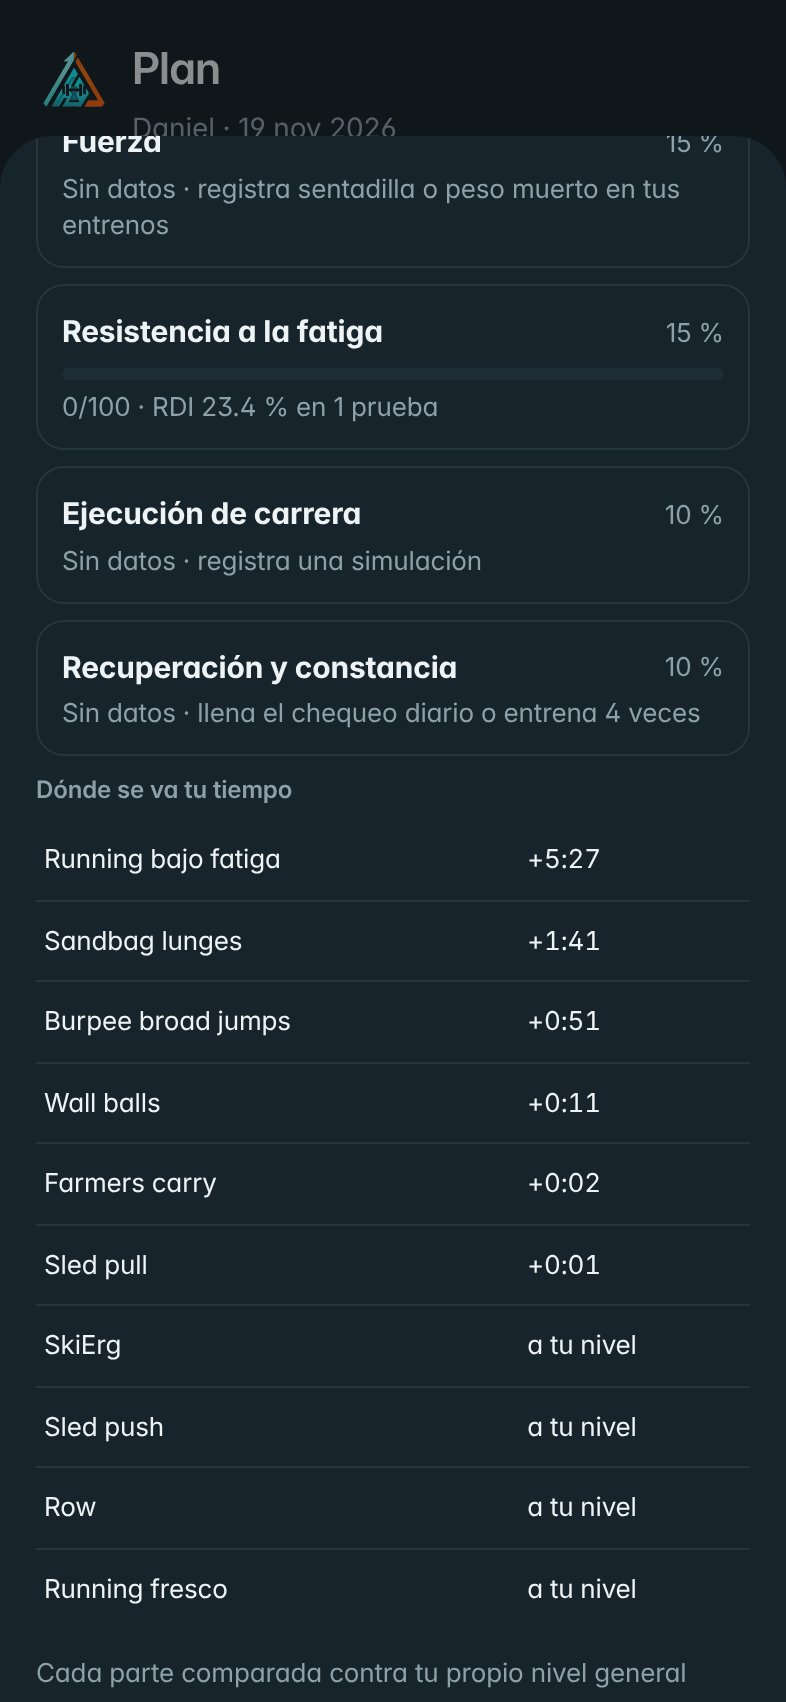 Plan
Daniel · 19 nov 2026
Fuerza 15 %
Sin datos · registra sentadilla o peso muerto en tus
entrenos
Resistencia a la fatiga 15 %
0/100 · RDI 23.4 % en 1 prueba
Ejecución de carrera 10 %
Sin datos · registra una simulación
Recuperación y constancia 10 %
Sin datos · llena el chequeo diario o entrena 4 veces
Dónde se va tu tiempo
Running bajo fatiga +5:27
Sandbag lunges +1:41
Burpee broad jumps +0:51
Wall balls +0:11
Farmers carry +0:02
Sled pull +0:01
SkiErg a tu nivel
Sled push a tu nivel
Row a tu nivel
Running fresco a tu nivel
Cada parte comparada contra tu propio nivel general